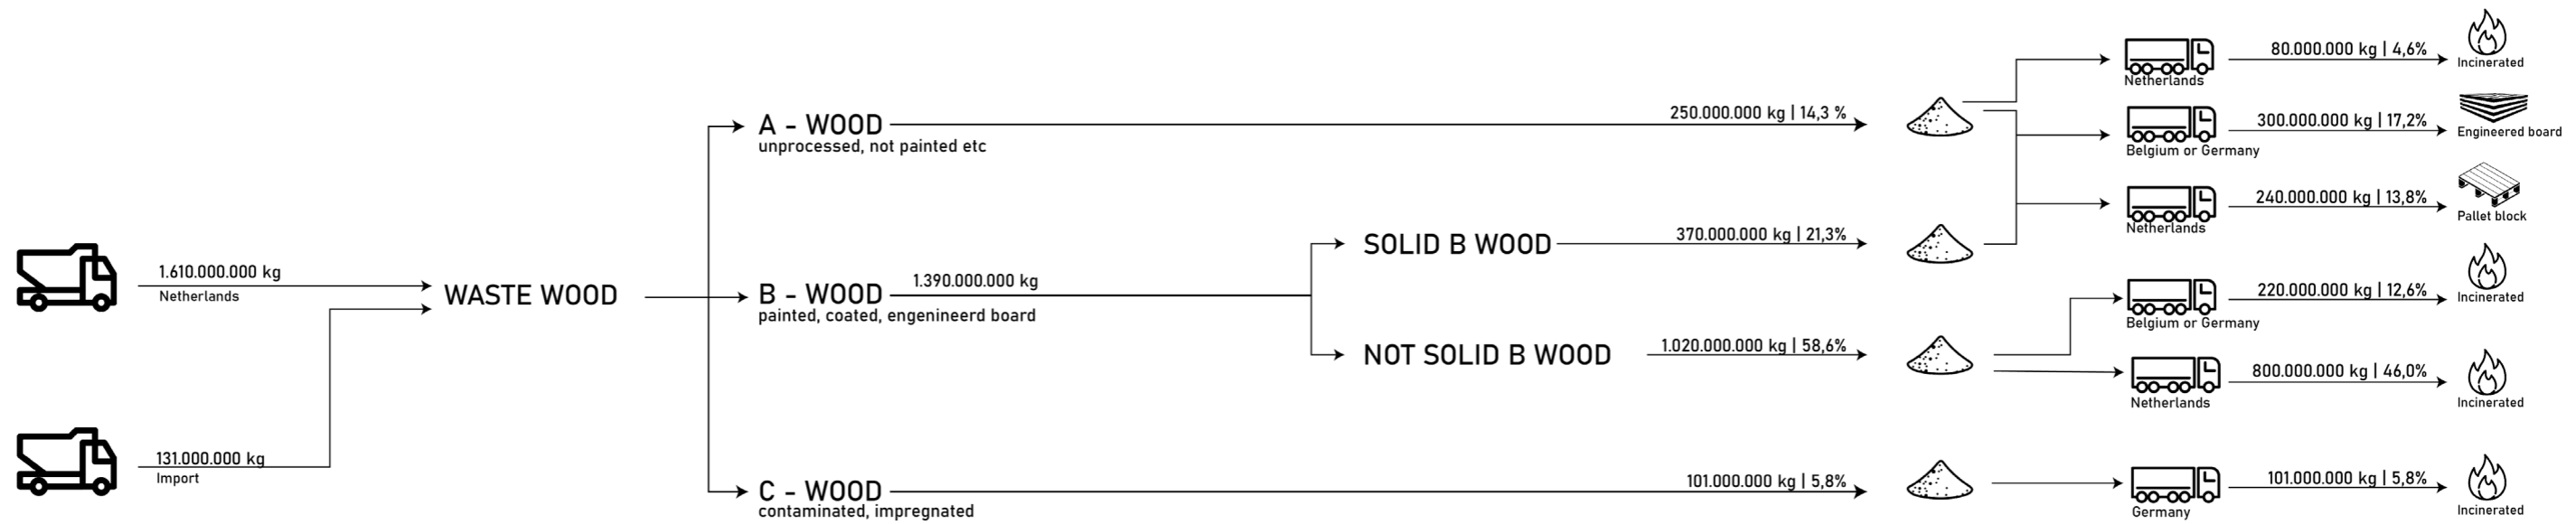 1.610.000.000 kg
Netherlands
131.000.000 kg
Import
WASTE WOOD
A - WOOD
unprocessed, not painted etc
B - WOOD
painted, coated, engenineerd board
1.390.000.000 kg
C - WOOD
contaminated, impregnated
SOLID B WOOD
NOT SOLID B WOOD
250.000.000 kg | 14,3 %
370.000.000 kg | 21,3%
1.020.000.000 kg | 58,6%
101.000.000 kg | 5,8%
Netherlands
80.000.000 kg | 4,6%
Incinerated
Belgium or Germany
300.000.000 kg | 17,2%
Engineered board
Netherlands
240.000.000 kg | 13,8%
Pallet block
Belgium or Germany
220.000.000 kg | 12,6%
Incinerated
Netherlands
800.000.000 kg | 46,0%
Incinerated
Germany
101.000.000 kg | 5,8%
Incinerated